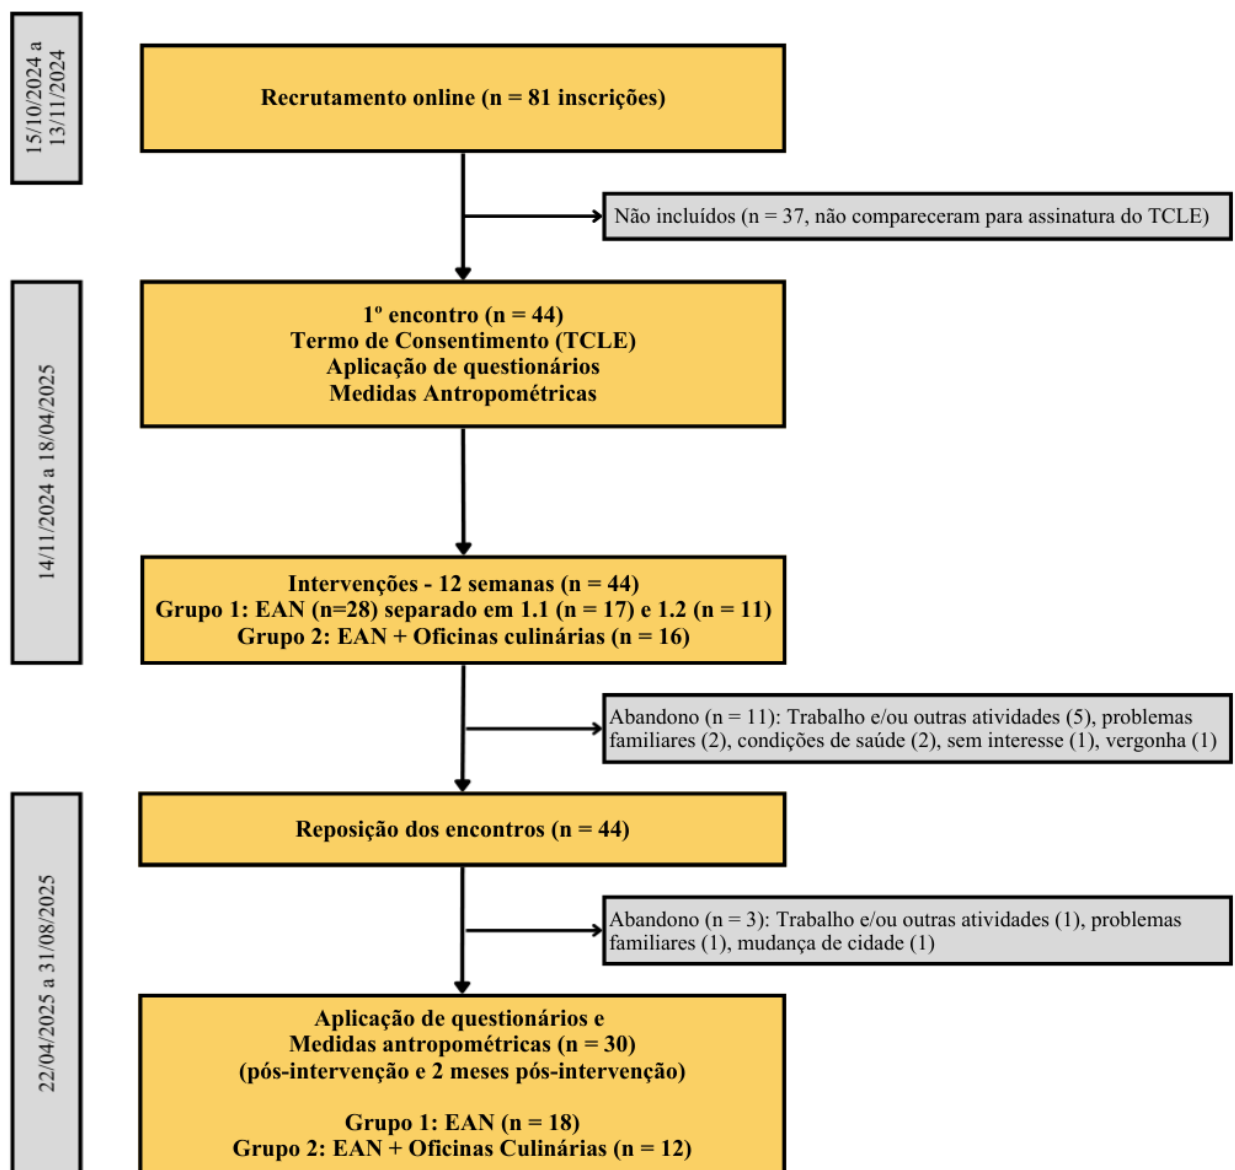 15/10/2024 a
13/11/2024
Recrutamento online (n = 81 inscrições)
Não incluídos (n = 37, não compareceram para assinatura do TCLE)
14/11/2024 a 18/04/2025
1º encontro (n = 44)
Termo de Consentimento (TCLE)
Aplicação de questionários
Medidas Antropométricas
Intervenções - 12 semanas (n = 44)
Grupo 1: EAN (n=28) separado em 1.1 (n = 17) e 1.2 (n = 11)
Grupo 2: EAN + Oficinas culinárias (n = 16)
Abandono (n = 11): Trabalho e/ou outras atividades (5), problemas
familiares (2), condições de saúde (2), sem interesse (1), vergonha (1)
22/04/2025 a 31/08/2025
Reposição dos encontros (n = 44)
Abandono (n = 3): Trabalho e/ou outras atividades (1), problemas
familiares (1), mudança de cidade (1)
Aplicação de questionários e
Medidas antropométricas (n = 30)
(pós-intervenção e 2 meses pós-intervenção)
Grupo 1: EAN (n = 18)
Grupo 2: EAN + Oficinas Culinárias (n = 12)